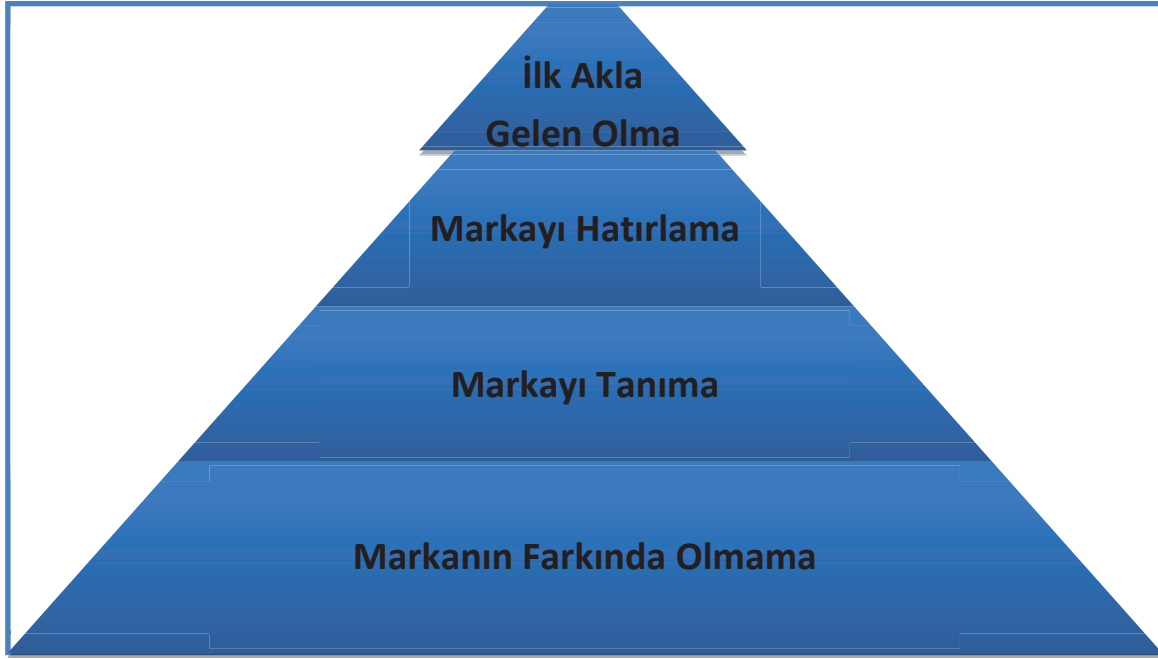 İlk Akla
Gelen Olma
Markayı Hatırlama
Markayı Tanıma
Markanın Farkında Olmama